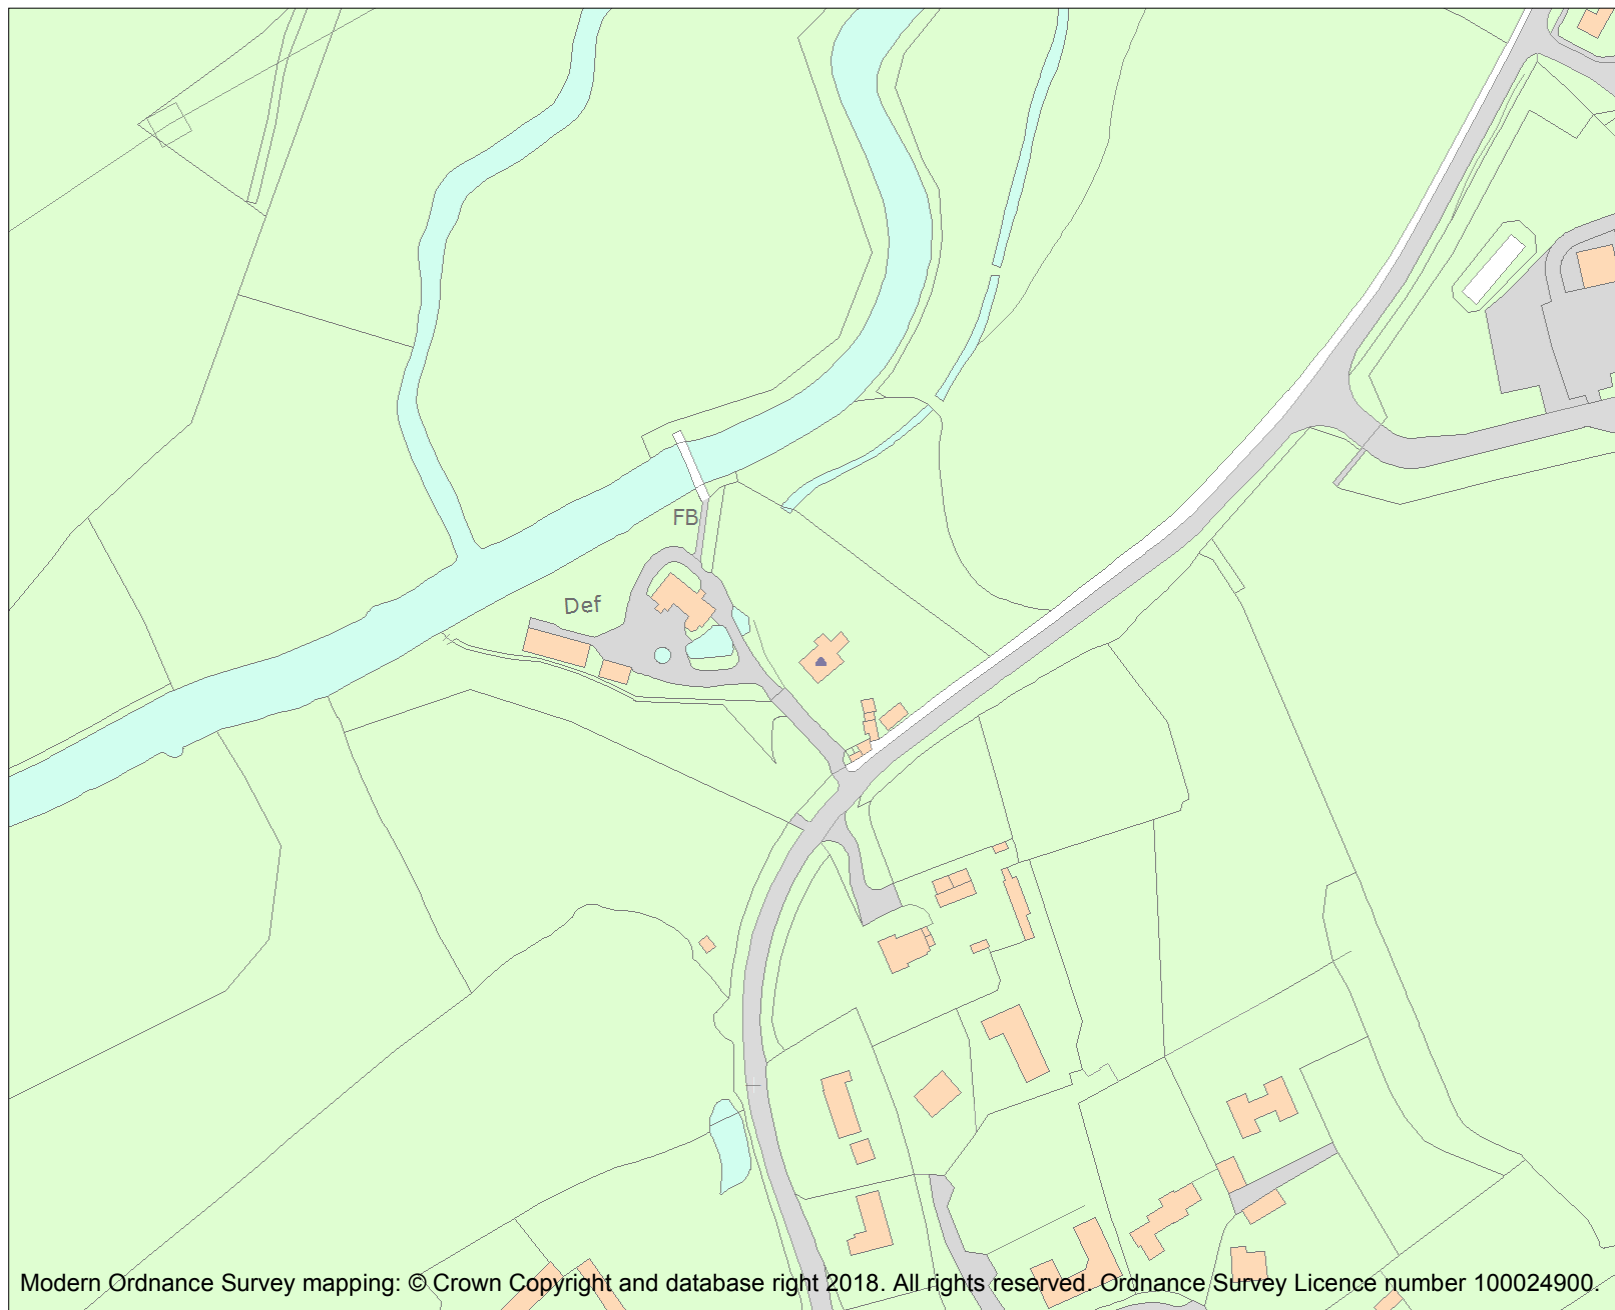 FB
Def
Modern Ordnance Survey mapping: © Crown Copyright and database right 2018. All rights reserved. Ordnance Survey Licence number 100024900.